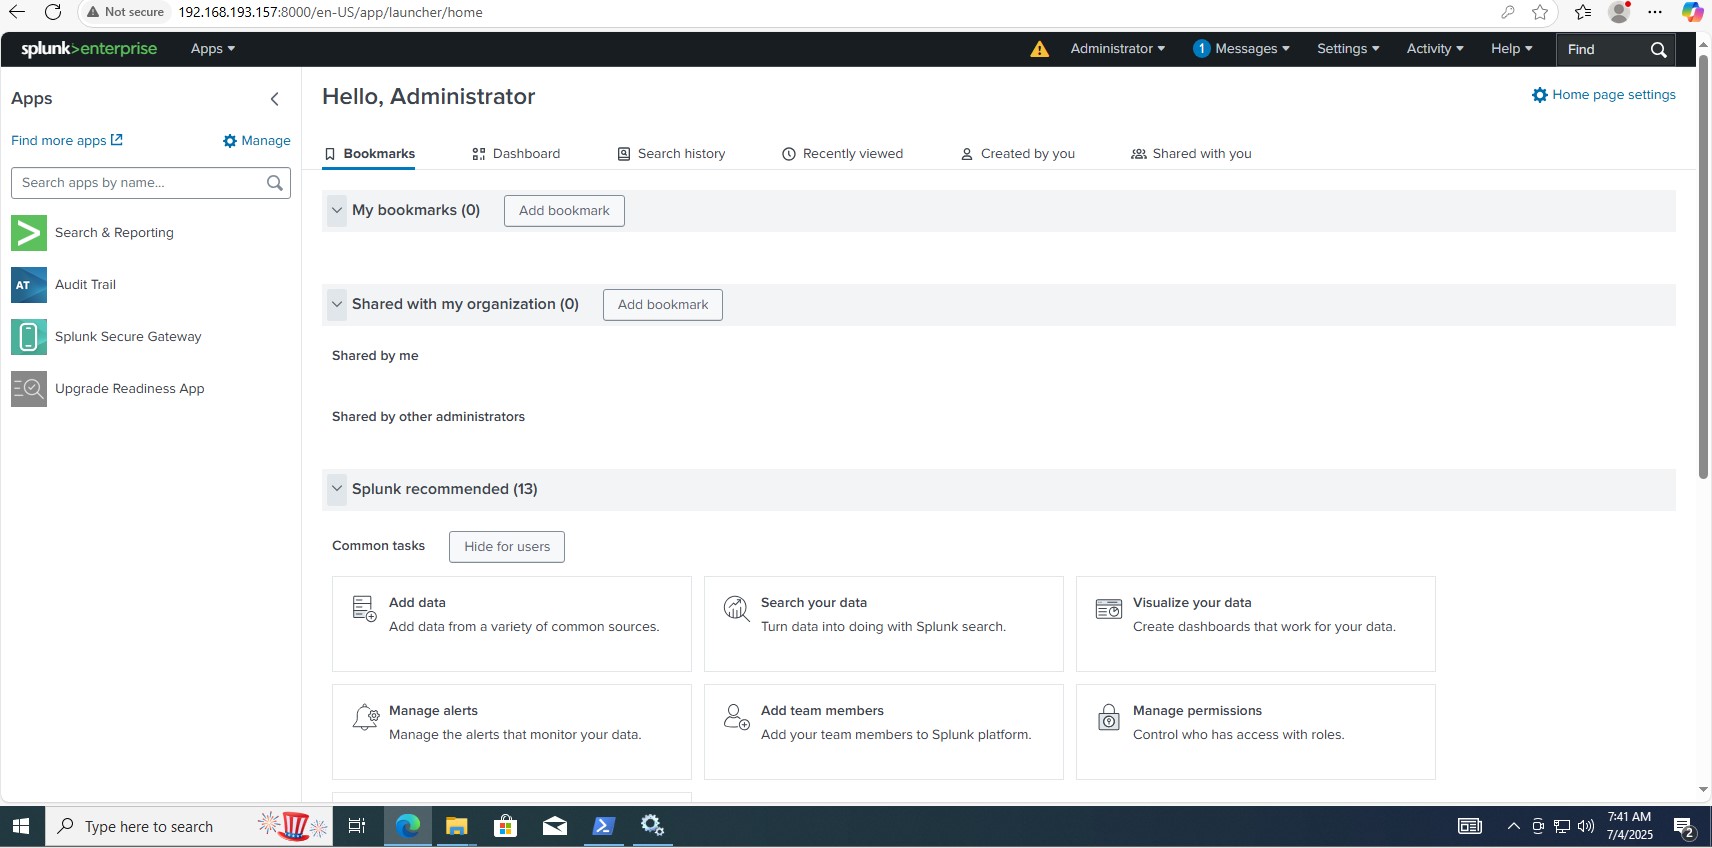 Not secure 192.168.193.157:8000/en-US/app/launcher/home
splunk>enterprise Apps Administrator 1 Messages Settings Activity Help Find
Apps
Find more apps Manage
Search apps by name...
Search & Reporting
AT Audit Trail
Splunk Secure Gateway
Upgrade Readiness App
Hello, Administrator
Home page settings
Bookmarks Dashboard Search history Recently viewed Created by you Shared with you
My bookmarks (0) Add bookmark
Shared with my organization (0) Add bookmark
Shared by me
Shared by other administrators
Splunk recommended (13)
Common tasks Hide for users
Add data
Add data from a variety of common sources.
Search your data
Turn data into doing with Splunk search.
Visualize your data
Create dashboards that work for your data.
Manage alerts
Manage the alerts that monitor your data.
Add team members
Add your team members to Splunk platform.
Manage permissions
Control who has access with roles.
Type here to search
7:41 AM
7/4/2025
2